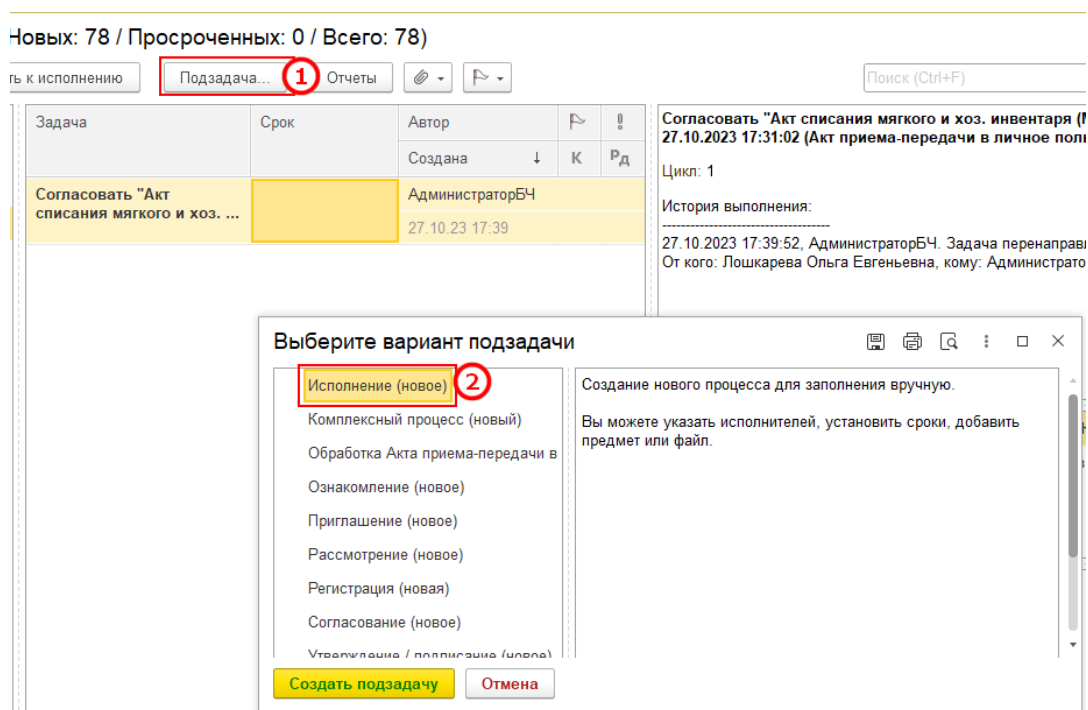 Новых: 78 / Просроченных: 0 / Всего: 78)
ть к исполнению
Подзадача...
1
Отчеты
Поиск (Ctrl+F)
Задача
Срок
Автор
Создана ↓
К
Рд
Согласовать "Акт
списания мягкого и хоз. ...
АдминистраторБЧ
27.10.23 17:39
Согласовать "Акт списания мягкого и хоз. инвентаря (
27.10.2023 17:31:02 (Акт приема-передачи в личное
Цикл: 1
История выполнения:
------------------------------------
27.10.2023 17:39:52, АдминистраторБЧ. Задача перенаправ
От кого: Лошкарева Ольга Евгеньевна, кому: Администрато
Выберите вариант подзадачи
Исполнение (новое)
2
Комплексный процесс (новый)
Обработка Акта приема-передачи в
Ознакомление (новое)
Приглашение (новое)
Рассмотрение (новое)
Регистрация (новая)
Согласование (новое)
Утверждение / подписание (новое)
Создание нового процесса для заполнения вручную.
Вы можете указать исполнителей, установить сроки, добавить
предмет или файл.
Создать подзадачу
Отмена